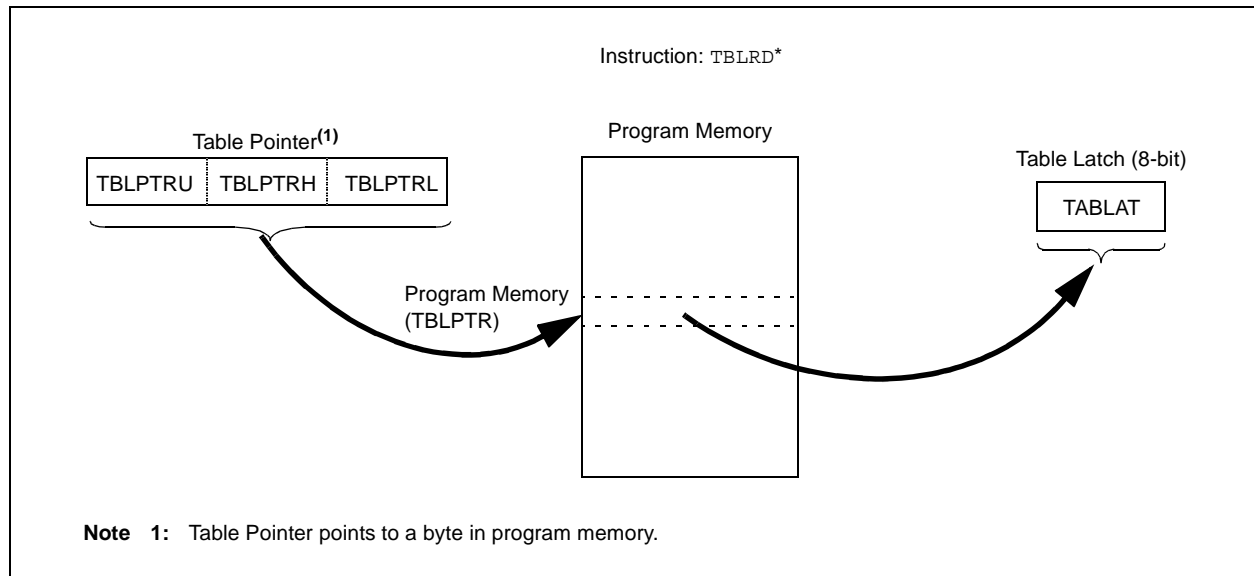 Instruction: TBLRD*
Table Pointer(1)
TBLPTRU TBLPTRH TBLPTRL
Program Memory
Table Latch (8-bit)
TABLAT
Program Memory
(TBLPTR)
Note 1: Table Pointer points to a byte in program memory.